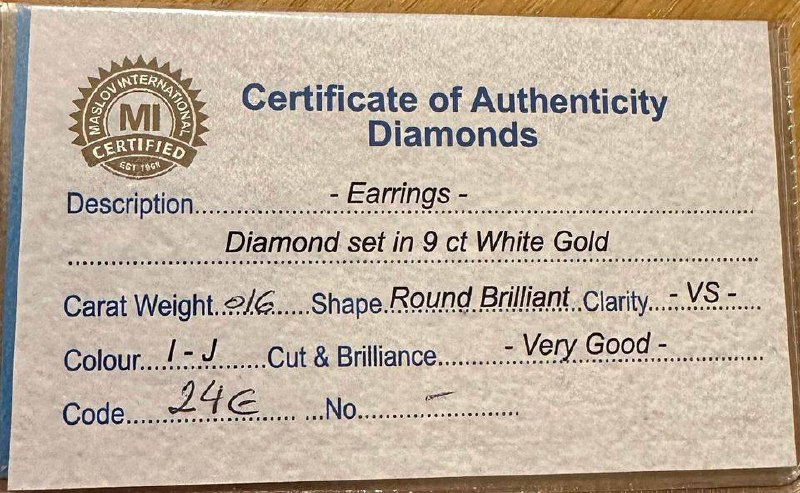 MASLOV INTERNATIONAL
MI
CERTIFIED
EST 1968
Certificate of Authenticity
Diamonds
Description.......- Earrings -.......
Diamond set in 9 ct White Gold
Carat Weight..016......Shape.Round Brilliant.Clarity...- VS -...
Colour....I - J.......Cut & Brilliance.........- Very Good -.........
Code.......24E...... ...No.......-.......